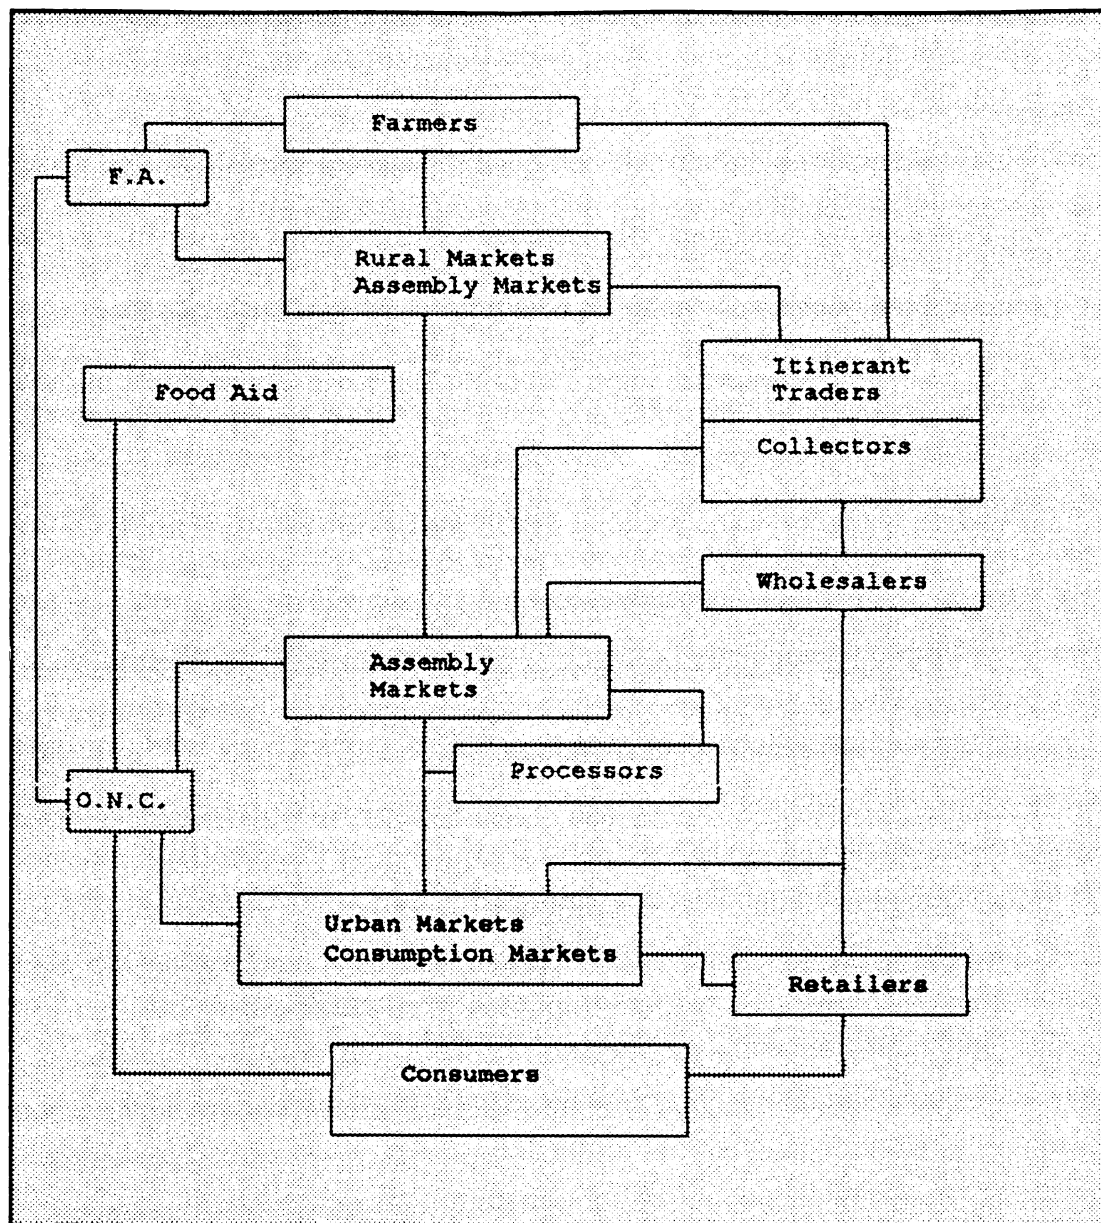 Farmers
F.A.
Rural Markets
Assembly Markets
Itinerant
Traders
Food Aid
Collectors
Wholesalers
Assembly
Markets
Processors
O.N.C.
Urban Markets
Consumption Markets
Retailers
Consumers